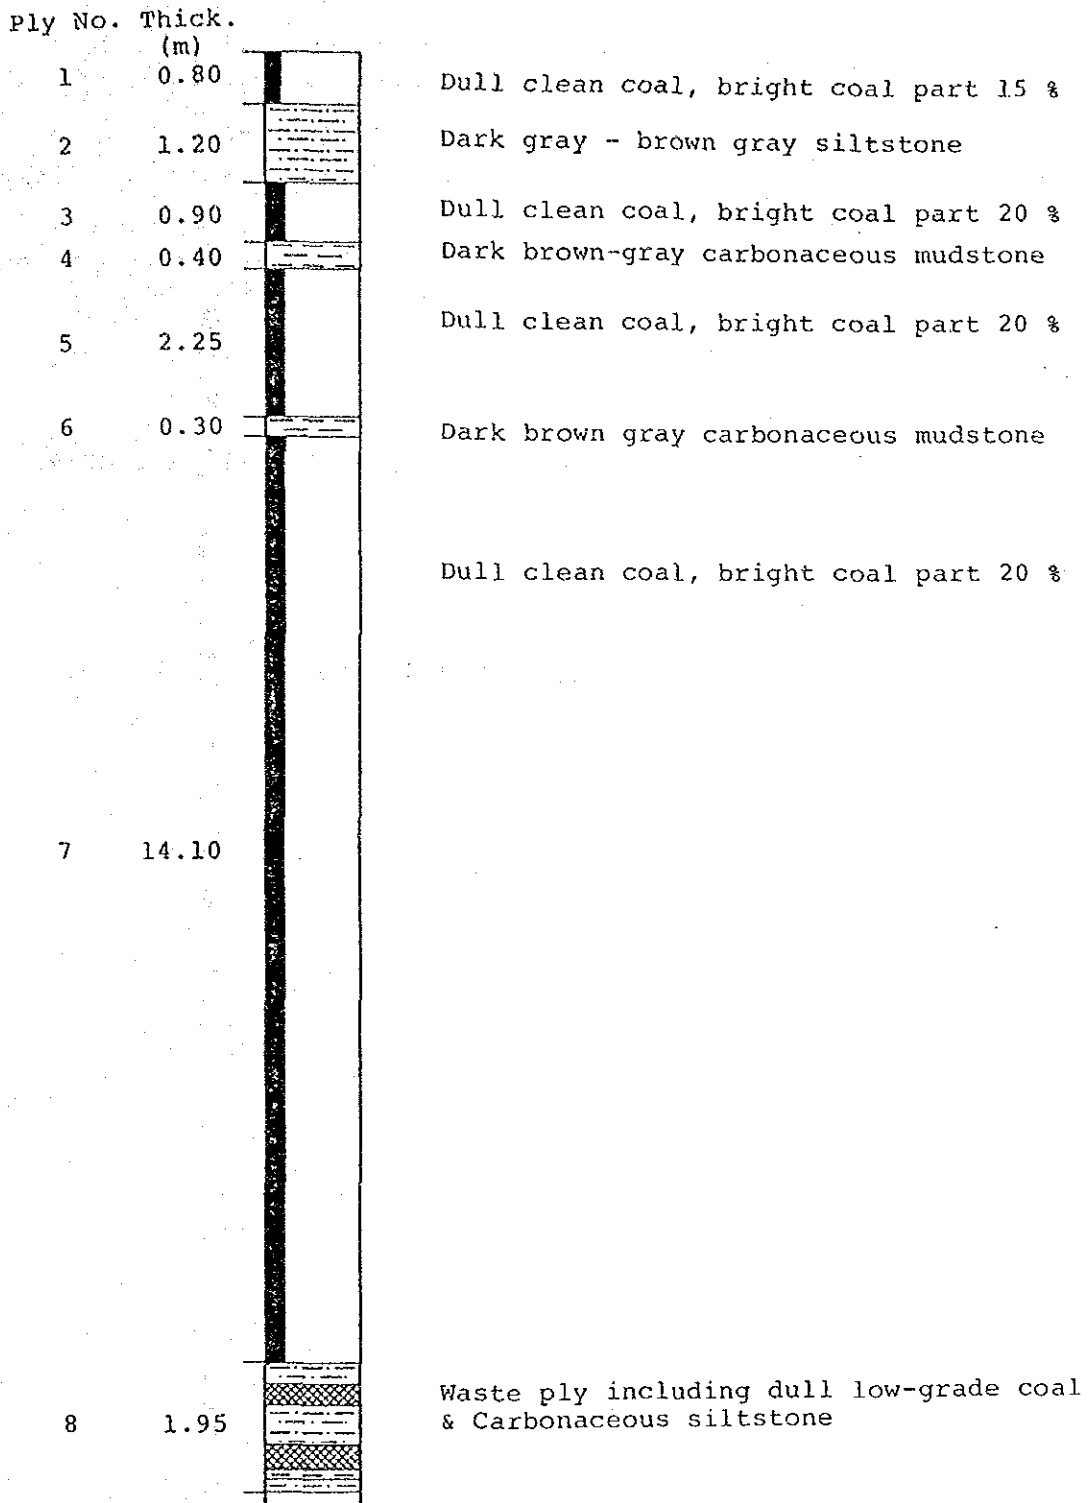 Ply No. Thick.
(m)
1 0.80 Dull clean coal, bright coal part 15 %
2 1.20 Dark gray - brown gray siltstone
3 0.90 Dull clean coal, bright coal part 20 %
4 0.40 Dark brown-gray carbonaceous mudstone
5 2.25 Dull clean coal, bright coal part 20 %
6 0.30 Dark brown gray carbonaceous mudstone
Dull clean coal, bright coal part 20 %
7 14.10
Waste ply including dull low-grade coal
8 1.95 & Carbonaceous siltstone